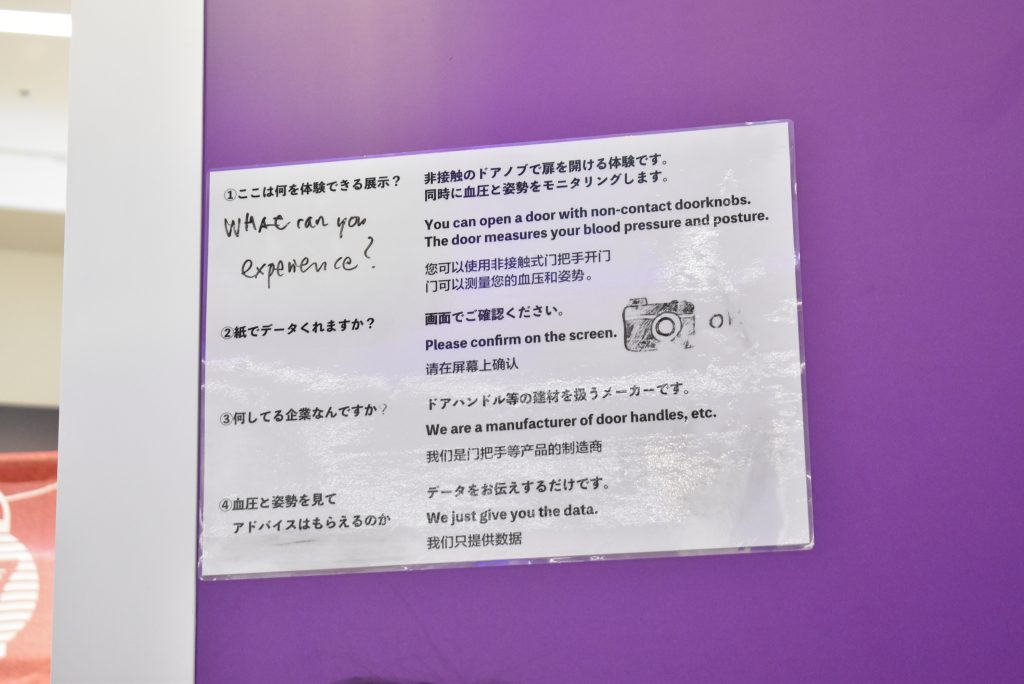 ①ここは何を体験できる展示？
What can you
experience?
非接触のドアノブで扉を開ける体験です。
同時に血圧と姿勢をモニタリングします。
You can open a door with non-contact doorknobs.
The door measures your blood pressure and posture.
您可以使用非接触式门把手开门
门可以测量您的血压和姿势。
②紙でデータくれますか？
画面でご確認ください。
Please confirm on the screen.
请在屏幕上确认
③何してる企業なんですか？
ドアハンドル等の建材を扱うメーカーです。
We are a manufacturer of door handles, etc.
我们是门把手等产品的制造商
④血圧と姿勢を見て
アドバイスはもらえるのか
データをお伝えするだけです。
We just give you the data.
我们只提供数据